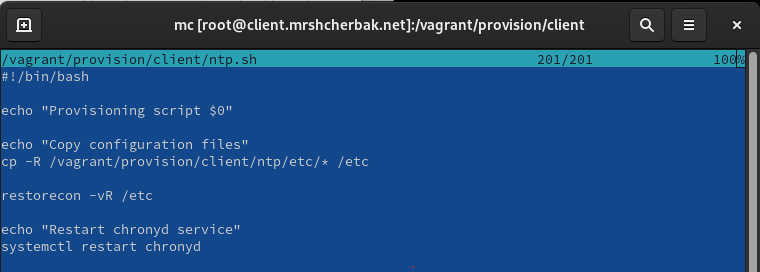 mc [root@client.mrshcherbak.net]:/vagrant/provision/client
/vagrant/provision/client/ntp.sh 201/201 100%
#!/bin/bash
echo "Provisioning script $0"
echo "Copy configuration files"
cp -R /vagrant/provision/client/ntp/etc/* /etc
restorecon -vR /etc
echo "Restart chronyd service"
systemctl restart chronyd